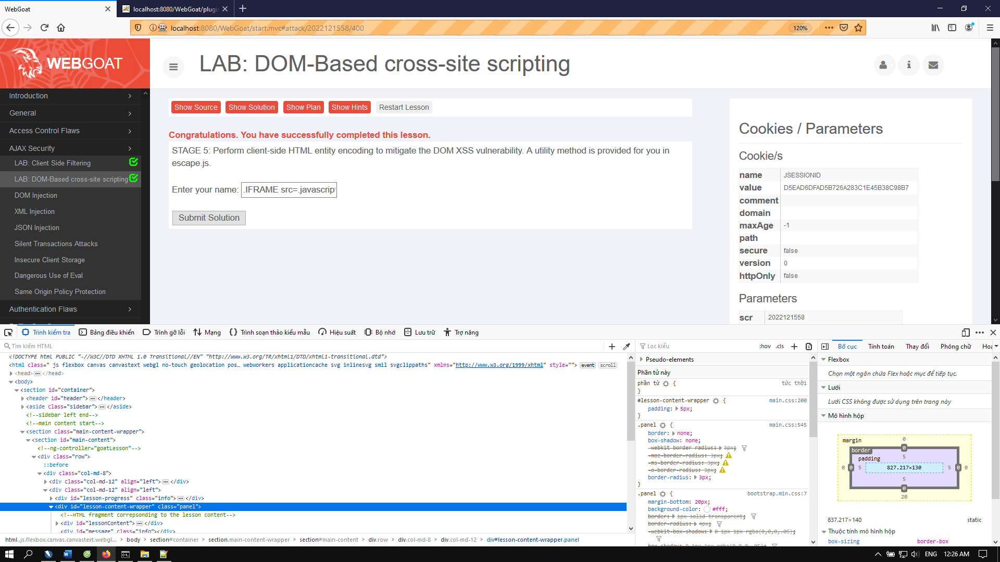 WebGoat
localhost:8080/WebGoat/plugi
localhost:8080/WebGoat/start.mvc#attack/2022121558/400
120%
WEBGOAT
LAB: DOM-Based cross-site scripting
Introduction
General
Access Control Flaws
AJAX Security
LAB: Client Side Filtering
LAB: DOM-Based cross-site scripting
DOM Injection
XML Injection
JSON Injection
Silent Transactions Attacks
Insecure Client Storage
Dangerous Use of Eval
Same Origin Policy Protection
Authentication Flaws
Show Source
Show Solution
Show Plan
Show Hints
Restart Lesson
Congratulations. You have successfully completed this lesson.
STAGE 5: Perform client-side HTML entity encoding to mitigate the DOM XSS vulnerability. A utility method is provided for you in
escape.js.
Enter your name: .IFRAME src=.javascrip
Submit Solution
Cookies / Parameters
Cookie/s
name JSESSIONID
value D5EAD6DFAD5B726A283C1E45B38C98B7
comment
domain
maxAge -1
path
secure false
version 0
httpOnly false
Parameters
scr 2022121558
Trình kiểm tra
Bảng điều khiển
Trình gỡ lỗi
Mạng
Trình soạn thảo kiểu mẫu
Hiệu suất
Bộ nhớ
Lưu trữ
Trợ năng
Tìm kiếm HTML
<!DOCTYPE html PUBLIC "-//W3C//DTD XHTML 1.0 Transitional//EN" "http://www.w3.org/TR/xhtml1/DTD/xhtml1-transitional.dtd">
<html class=" js flexbox canvas canvastext webgl no-touch geolocation pos… webworkers applicationcache svg inlinesvg smil svgclippaths" xmlns="http://www.w3.org/1999/xhtml" style=""> event scroll
<head>…</head>
<body>
<section id="container">
<header id="header">…</header>
<aside class="sidebar">…</aside>
<!--sidebar left end-->
<!--main content start-->
<section class="main-content-wrapper">
<section id="main-content">
<!--ng-controller="goatLesson"-->
<div class="row">
::before
<div class="col-md-8">
<div class="col-md-12" align="left">…</div>
<div class="col-md-12" align="left">
<div id="lesson-progress" class="info">…</div>
<div id="lesson-content-wrapper" class="panel">
<!--HTML fragment correpsonding to the lesson content-->
<div id="lessonContent">…</div>
<div id="message" class="info"></div>
html.js.flexbox.canvas.canvastext.webgl… body section#container section.main-content-wrapper section#main-content div.row div.col-md-8 div.col-md-12 div#lesson-content-wrapper.panel
Lọc kiểu
:hov .cls
Pseudo-elements
Phần tử này
phần tử { tức thời
}
#lesson-content-wrapper { main.css:200
padding: 5px;
}
.panel { main.css:545
border: none;
box-shadow: none;
-webkit-border-radius: 3px;
-moz-border-radius: 3px;
-ms-border-radius: 3px;
-o-border-radius: 3px;
border-radius: 3px;
}
.panel { bootstrap.min.css:7
margin-bottom: 20px;
background-color: #fff;
border: 1px solid transparent;
border-radius: 4px;
-webkit-box-shadow: 0 1px 1px rgba(0,0,0,.05);
box-shadow: 0 1px 1px rgba(0,0,0,.05);
Bố cục
Tính toán
Thay đổi
Phông chữ
Hoạ
Flexbox
Chọn một ngăn chứa Flex hoặc mục để tiếp tục.
Lưới
Lưới CSS không được sử dụng trên trang này
Mô hình hộp
margin 0
border 0
padding 5
0 0 5 827.217×130 5 0 0
5
0
20
837.217×140 static
Thuộc tính mô hình hộp
box-sizing border-box
ENG 12:26 AM